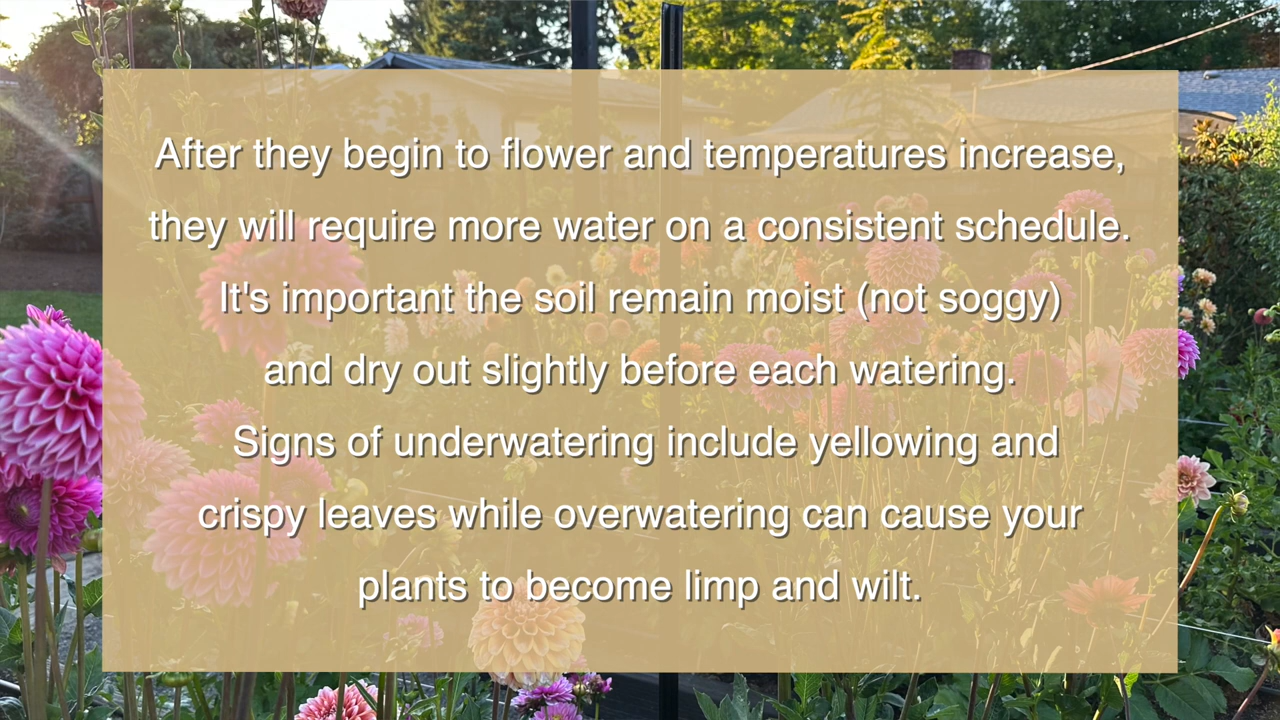 After they begin to flower and temperatures increase,
they will require more water on a consistent schedule.
It's important the soil remain moist (not soggy)
and dry out slightly before each watering.
Signs of underwatering include yellowing and
crispy leaves while overwatering can cause your
plants to become limp and wilt.